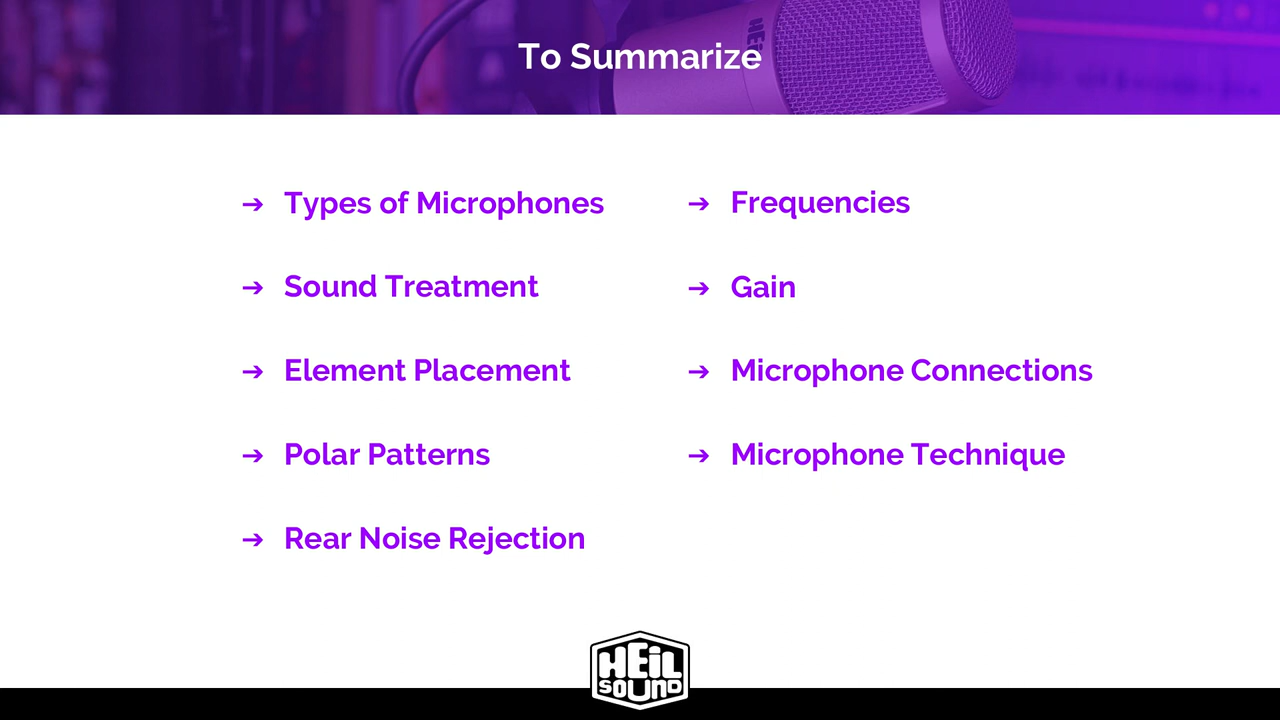 To Summarize
➔ Types of Microphones
➔ Sound Treatment
➔ Element Placement
➔ Polar Patterns
➔ Rear Noise Rejection
➔ Frequencies
➔ Gain
➔ Microphone Connections
➔ Microphone Technique
HEiL
SOUND